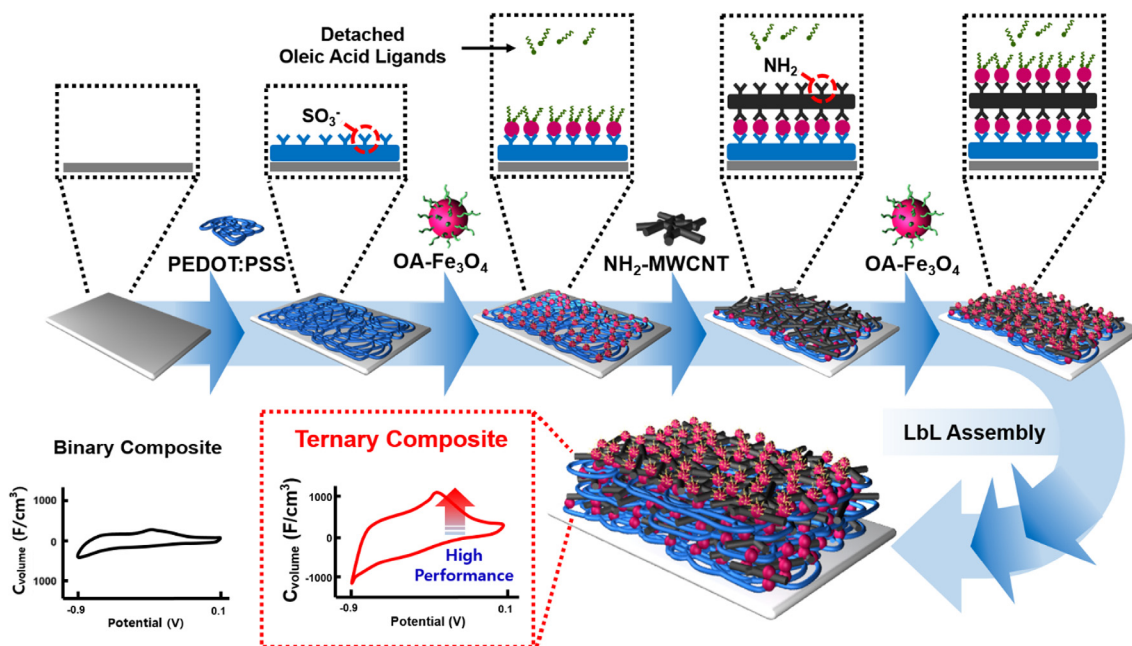 Detached
Oleic Acid Ligands
SO₃⁻
NH₂
PEDOT:PSS
OA-Fe₃O₄
NH₂-MWCNT
OA-Fe₃O₄
Binary Composite
C_volume (F/cm³)
1000
0
1000
-0.9
0.1
Potential (V)
Ternary Composite
C_volume (F/cm³)
1000
0
-1000
High
Performance
-0.9
0.1
Potential (V)
LbL Assembly